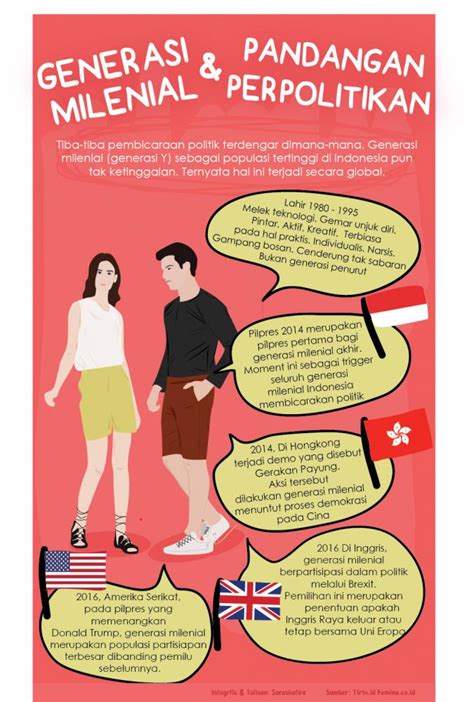 GENERASI
MILENIAL
&
PANDANGAN
PERPOLITIKAN
Tiba-tiba pembicaraan politik terdengar dimana-mana. Generasi
milenial (generasi Y) sebagai populasi tertinggi di Indonesia pun
tak ketinggalan. Ternyata hal ini terjadi secara global.
Lahir 1980 - 1995
Melek teknologi. Gemar unjuk diri,
Pintar. Aktif. Kreatif. Terbiasa
pada hal praktis. Individualis. Narsis.
Gampang bosan. Cenderung tak sabaran
Bukan generasi penurut
Pilpres 2014 merupakan
pilpres pertama bagi
generasi milenial akhir.
Moment ini sebagai trigger
seluruh generasi
milenial Indonesia
membicarakan politik
2014, Di Hongkong
terjadi demo yang disebut
Gerakan Payung.
Aksi tersebut
dilakukan generasi milenial
menuntut proses demokrasi
pada Cina
2016 Di Inggris,
generasi milenial
berpartisipasi dalam politik
melalui Brexit.
Pemilihan ini merupakan
penentuan apakah
Inggris Raya keluar atau
tetap bersama Uni Eropa
2016, Amerika Serikat,
pada pilpres yang
memenangkan
Donald Trump, generasi milenial
merupakan populasi partisiapan
terbesar dibanding pemilu
sebelumnya.
Integrfis & Tulisan: Sarashafira
Sumber: Tirto.id Femina.co.id